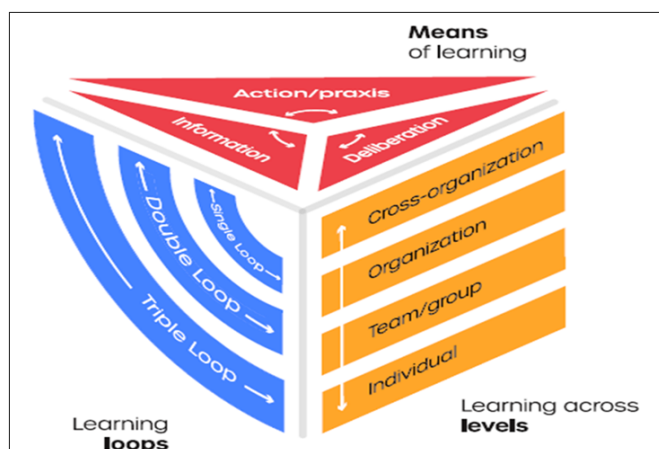 Means
of learning
Action/praxis
Information
Deliberation
Single Loop
Double Loop
Triple Loop
Cross-organization
Organization
Team/group
Individual
Learning
loops
Learning across
levels